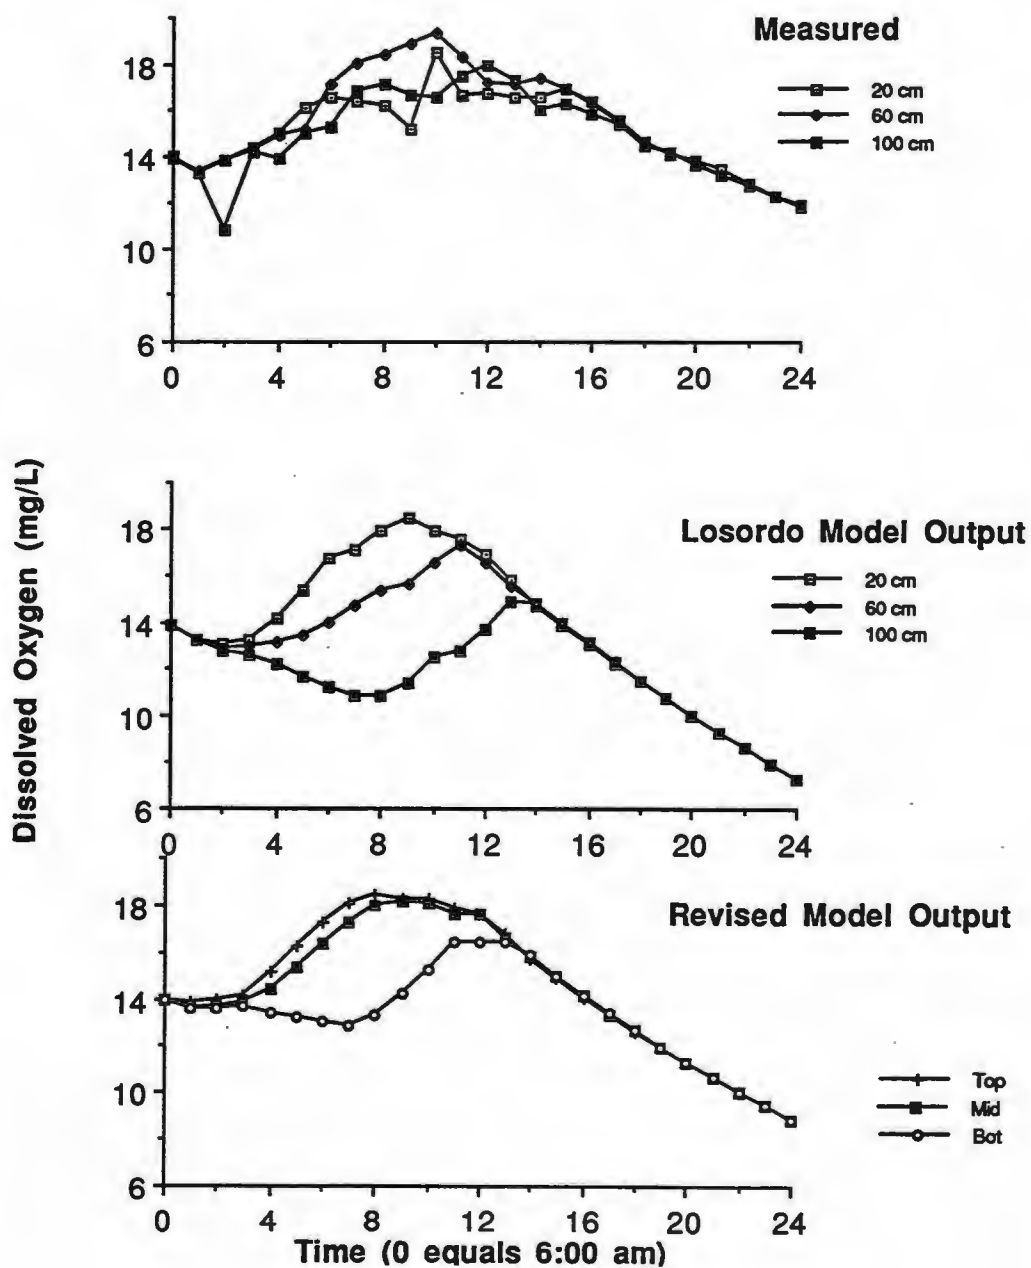 Measured
20 cm
60 cm
100 cm
18
14
10
6
0 4 8 12 16 20 24
Dissolved Oxygen (mg/L)
Losordo Model Output
20 cm
60 cm
100 cm
18
14
10
6
0 4 8 12 16 20 24
Revised Model Output
18
14
10
6
Top
Mid
Bot
0 4 8 12 16 20 24
Time (0 equals 6:00 am)